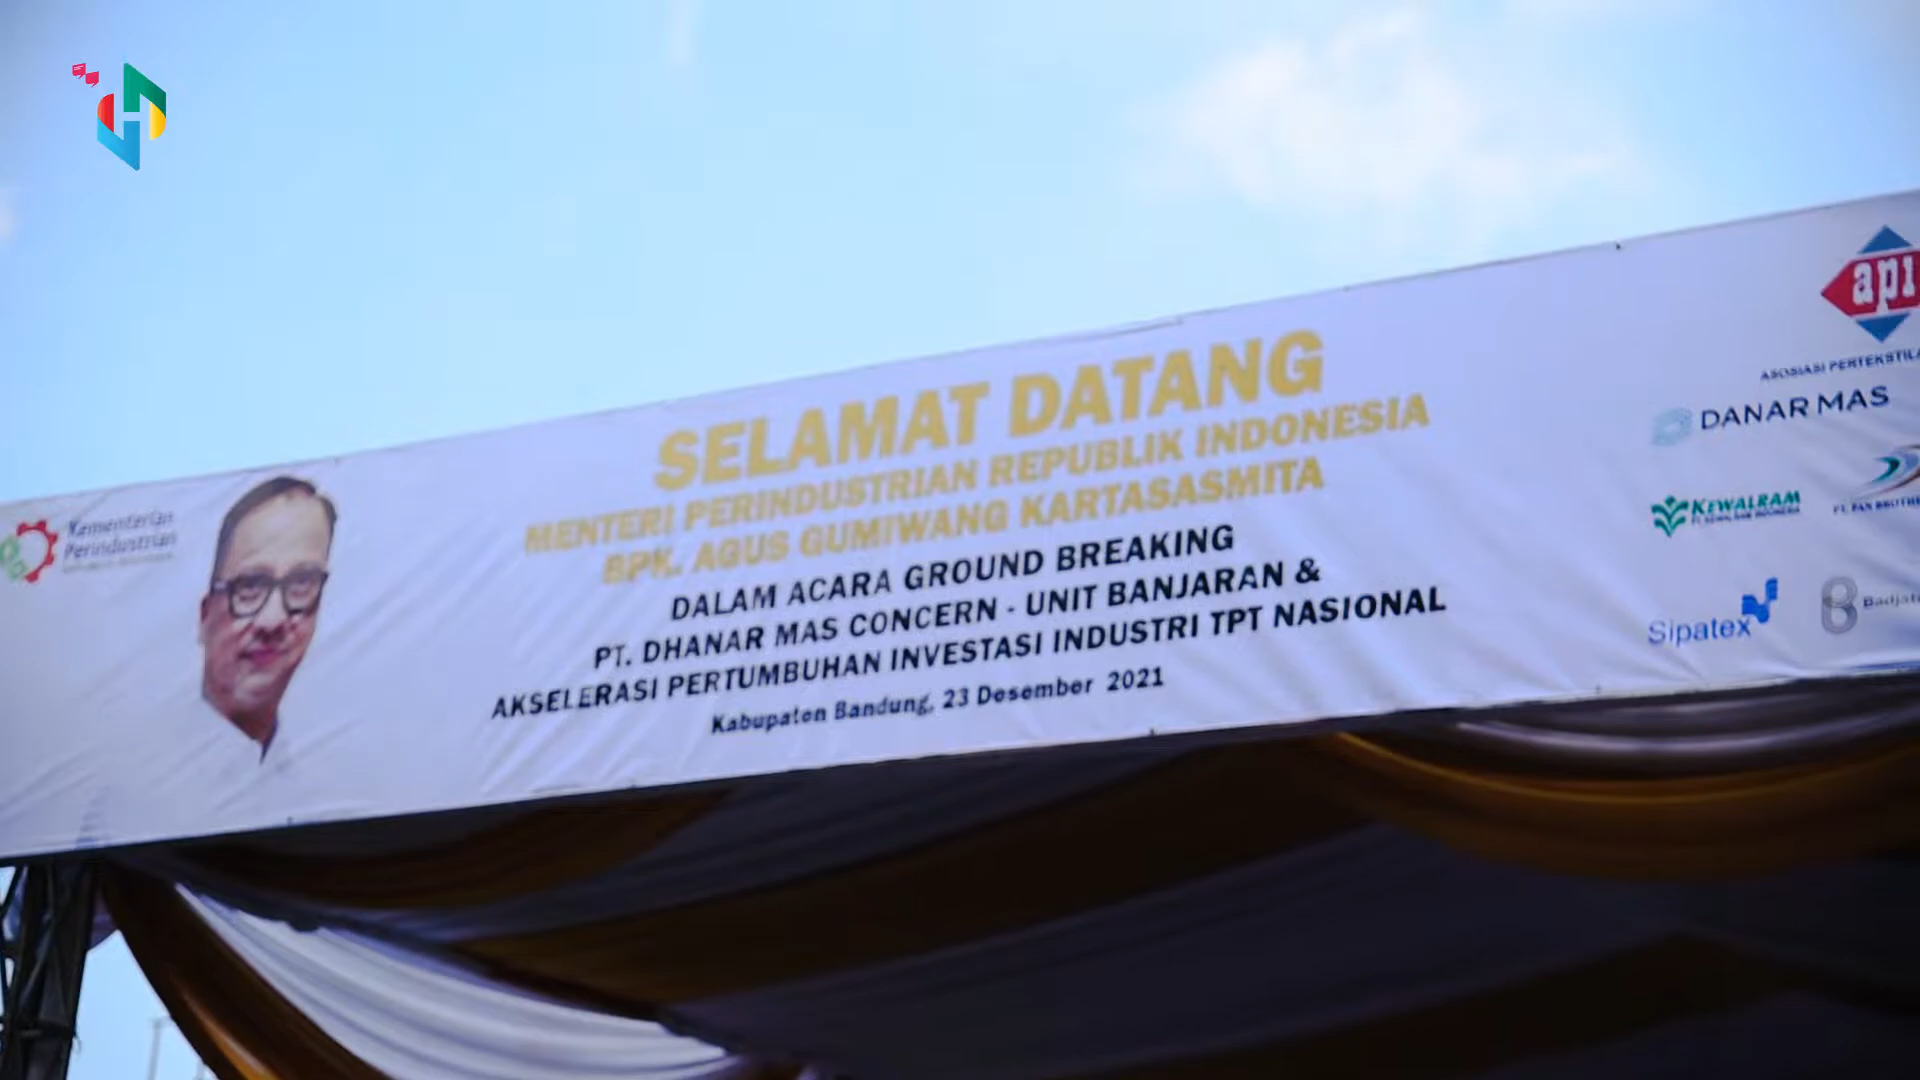 Kementerian
Perindustrian
SELAMAT DATANG
MENTERI PERINDUSTRIAN REPUBLIK INDONESIA
BPK. AGUS GUMIWANG KARTASASMITA
DALAM ACARA GROUND BREAKING
PT. DHANAR MAS CONCERN - UNIT BANJARAN &
AKSELERASI PERTUMBUHAN INVESTASI INDUSTRI TPT NASIONAL
Kabupaten Bandung, 23 Desember 2021
api
ASOSIASI
DANAR MAS
KEWALRAM
Sipatex